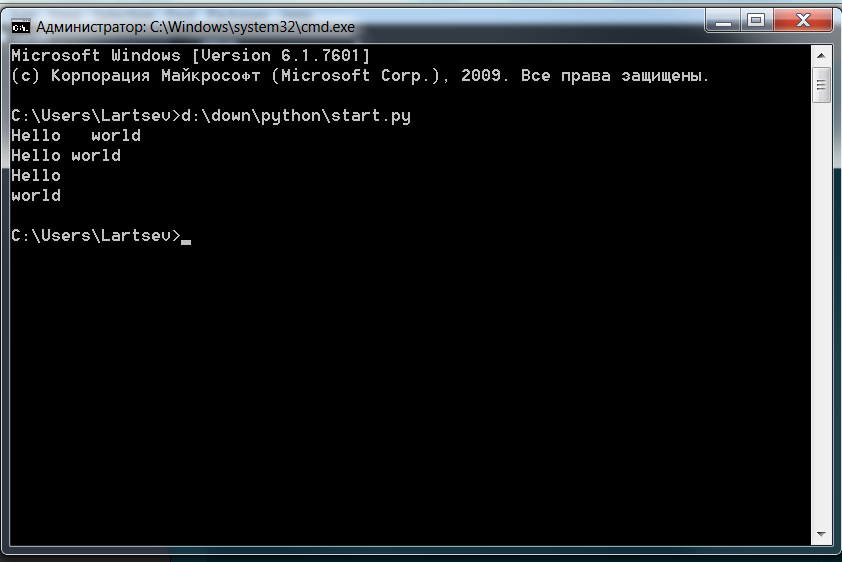 Администратор: C:\Windows\system32\cmd.exe
Microsoft Windows [Version 6.1.7601]
(c) Корпорация Майкрософт (Microsoft Corp.), 2009. Все права защищены.

C:\Users\Lartsev>d:\down\python\start.py
Hello   world
Hello world
Hello
world

C:\Users\Lartsev>_